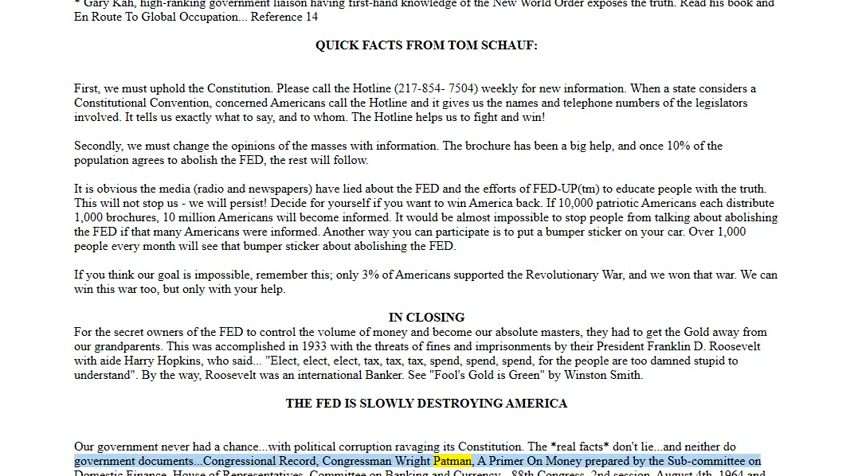 * Gary Kah, high-ranking government liaison having first-hand knowledge of the New World Order exposes the truth. Read his book and
En Route To Global Occupation... Reference 14
QUICK FACTS FROM TOM SCHAUF:
First, we must uphold the Constitution. Please call the Hotline (217-854- 7504) weekly for new information. When a state considers a
Constitutional Convention, concerned Americans call the Hotline and it gives us the names and telephone numbers of the legislators
involved. It tells us exactly what to say, and to whom. The Hotline helps us to fight and win!
Secondly, we must change the opinions of the masses with information. The brochure has been a big help, and once 10% of the
population agrees to abolish the FED, the rest will follow.
It is obvious the media (radio and newspapers) have lied about the FED and the efforts of FED-UP(tm) to educate people with the truth.
This will not stop us - we will persist! Decide for yourself if you want to win America back. If 10,000 patriotic Americans each distribute
1,000 brochures, 10 million Americans will become informed. It would be almost impossible to stop people from talking about abolishing
the FED if that many Americans were informed. Another way you can participate is to put a bumper sticker on your car. Over 1,000
people every month will see that bumper sticker about abolishing the FED.
If you think our goal is impossible, remember this; only 3% of Americans supported the Revolutionary War, and we won that war. We can
win this war too, but only with your help.
IN CLOSING
For the secret owners of the FED to control the volume of money and become our absolute masters, they had to get the Gold away from
our grandparents. This was accomplished in 1933 with the threats of fines and imprisonments by their President Franklin D. Roosevelt
with aide Harry Hopkins, who said... "Elect, elect, elect, tax, tax, tax, spend, spend, spend, for the people are too damned stupid to
understand". By the way, Roosevelt was an international Banker. See "Fool's Gold is Green" by Winston Smith.
THE FED IS SLOWLY DESTROYING AMERICA
Our government never had a chance...with political corruption ravaging its Constitution. The *real facts* don't lie...and neither do
government documents...Congressional Record, Congressman Wright Patman, A Primer On Money prepared by the Sub-committee on
Domestic Finance, House of Representatives, Committee on Banking and Currency, 88th Congress, 2nd session, August 4th, 1964 and